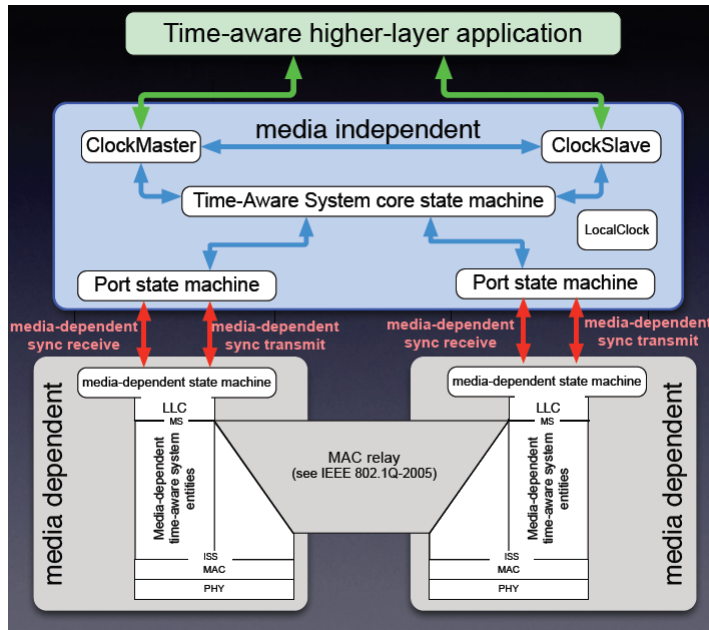 Time-aware higher-layer application
media independent
ClockMaster
ClockSlave
Time-Aware System core state machine
LocalClock
Port state machine
Port state machine
media-dependent
sync receive
media-dependent
sync transmit
media-dependent
sync receive
media-dependent
sync transmit
media dependent
media-dependent state machine
LLC
MS
Media-dependent
time-aware system
entities
ISS
MAC
PHY
MAC relay
(see IEEE 802.1Q-2005)
media-dependent state machine
LLC
MS
Media-dependent
time-aware system
entities
ISS
MAC
PHY
media dependent